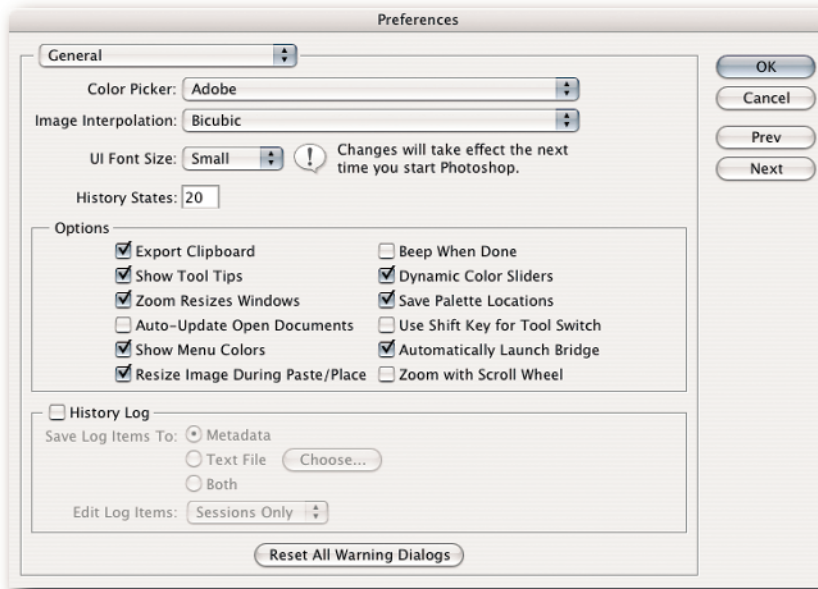 Preferences
General
OK
Color Picker: Adobe
Cancel
Image Interpolation: Bicubic
Prev
UI Font Size: Small
Changes will take effect the next
time you start Photoshop.
Next
History States: 20
Options
Export Clipboard
Beep When Done
Show Tool Tips
Dynamic Color Sliders
Zoom Resizes Windows
Save Palette Locations
Auto-Update Open Documents
Use Shift Key for Tool Switch
Show Menu Colors
Automatically Launch Bridge
Resize Image During Paste/Place
Zoom with Scroll Wheel
History Log
Save Log Items To: Metadata
Text File Choose...
Both
Edit Log Items: Sessions Only
Reset All Warning Dialogs